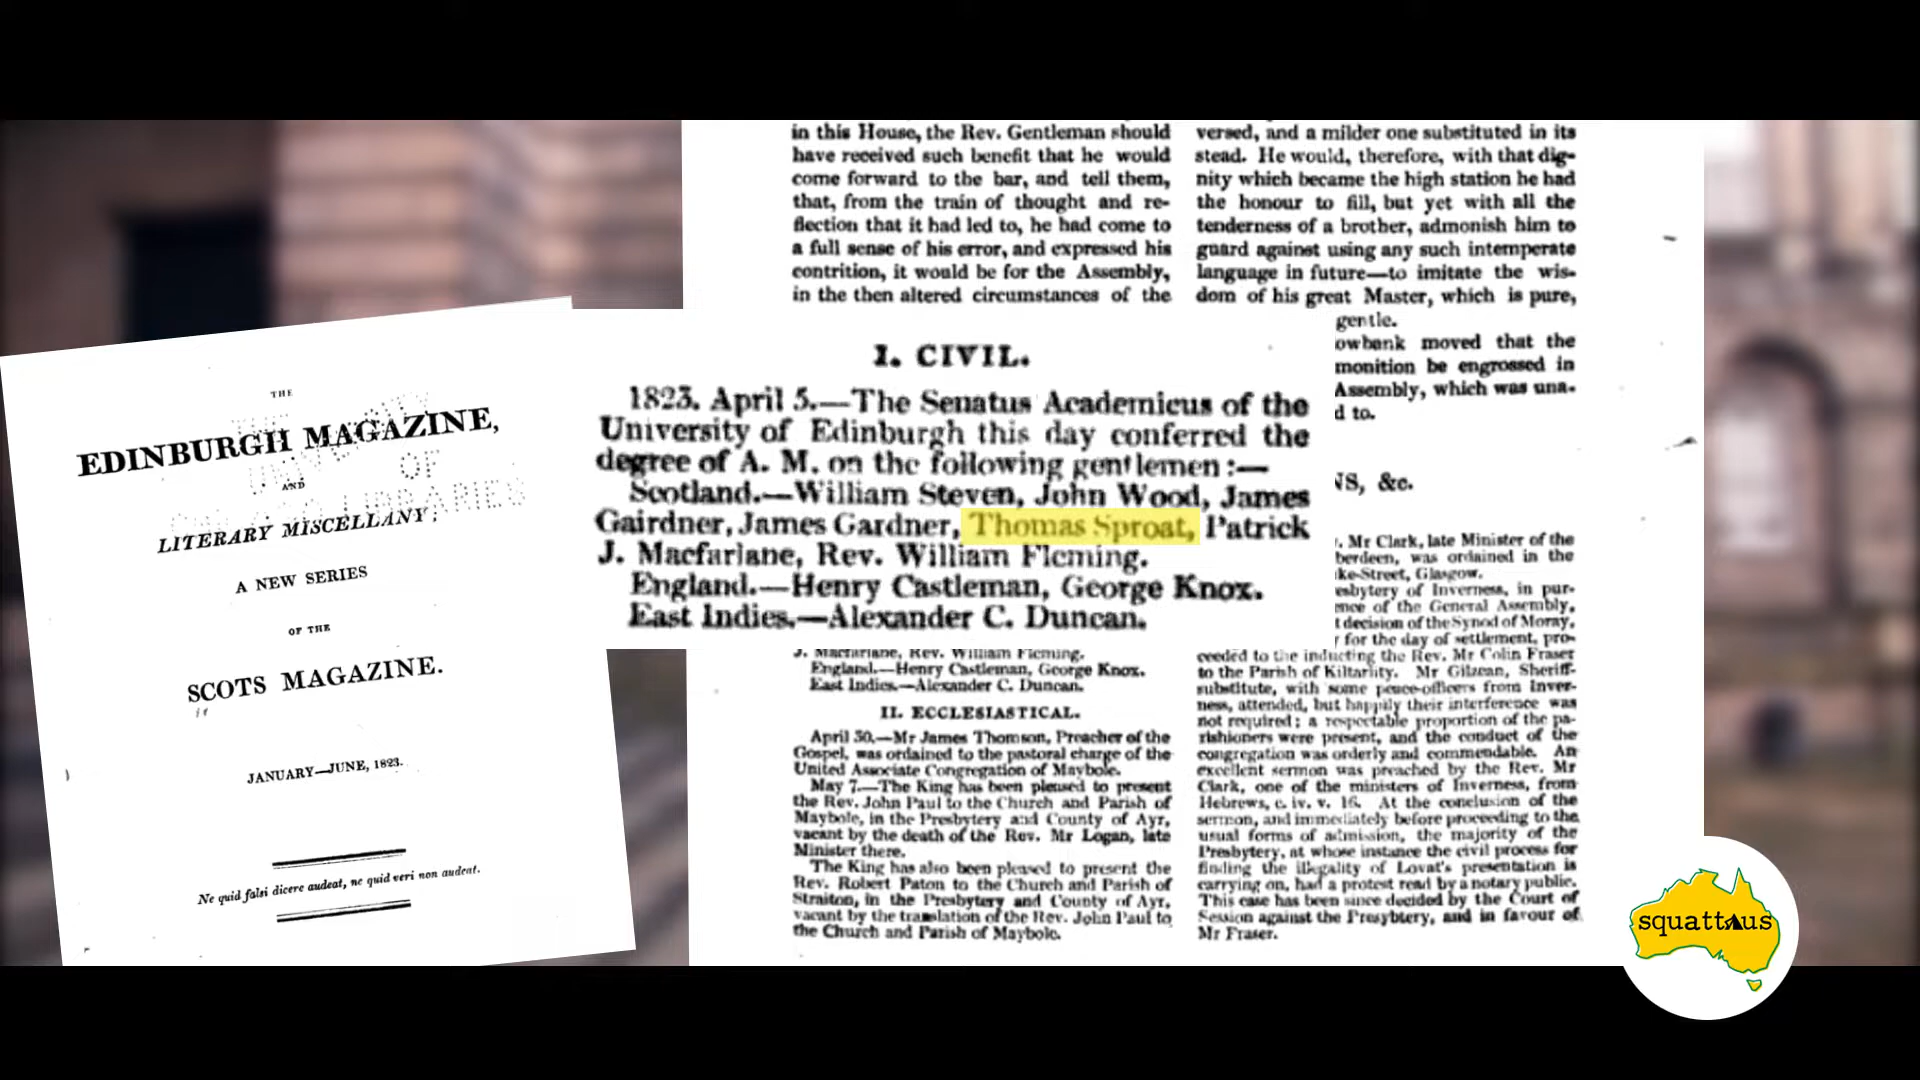 THE
EDINBURGH MAGAZINE,
AND
LITERARY MISCELLANY,
A NEW SERIES
OF THE
SCOTS MAGAZINE.
JANUARY—JUNE, 1823.
Ne quid falsi dicere audeat, ne quid veri non audeat.
in this House, the Rev. Gentleman should
have received such benefit that he would
come forward to the bar, and tell them,
that, from the train of thought and re-
flection that it had led to, he had come to
a full sense of his error, and expressed his
contrition, it would be for the Assembly,
in the then altered circumstances of the
1. CIVIL.
1823. April 5.—The Senatus Academicus of the
University of Edinburgh this day conferred the
degree of A. M. on the following gentlemen :—
Scotland.—William Steven, John Wood, James
Gairdner, James Gardner, Thomas Sproat, Patrick
J. Macfarlane, Rev. William Fleming.
England.—Henry Castleman, George Knox.
East Indies.—Alexander C. Duncan.
J. Macfarlane, Rev. William Fleming.
England.—Henry Castleman, George Knox.
East Indies.—Alexander C. Duncan.
II. ECCLESIASTICAL.
April 30.—Mr James Thomson, Preacher of the
Gospel, was ordained to the pastoral charge of the
United Associate Congregation of Maybole.
May 7.—The King has been pleased to present
the Rev. John Paul to the Church and Parish of
Maybole, in the Presbytery and County of Ayr,
vacant by the death of the Rev. Mr Logan, late
Minister there.
The King has also been pleased to present the
Rev. Robert Paton to the Church and Parish of
Straiton, in the Presbytery and County of Ayr,
vacant by the translation of the Rev. John Paul to
the Church and Parish of Maybole.
versed, and a milder one substituted in its
stead. He would, therefore, with that dig-
nity which became the high station he had
the honour to fill, but yet with all the
tenderness of a brother, admonish him to
guard against using any such intemperate
language in future—to imitate the wis-
dom of his great Master, which is pure,
gentle.
owbank moved that the
monition be engrossed in
Assembly, which was una-
d to.
NS, &c.
. Mr Clark, late Minister of the
berdeen, was ordained in the
ke-Street, Glasgow.
esbytery of Inverness, in pur-
nce of the General Assembly,
t decision of the Synod of Moray,
r for the day of settlement, pro-
ceeded to the inducting the Rev. Mr Colin Fraser
to the Parish of Kiltarlity. Mr Gilzean, Sheriff-
substitute, with some peace-officers from Inver-
ness, attended, but happily their interference was
not required; a respectable proportion of the pa-
rishioners were present, and the conduct of the
congregation was orderly and commendable. An
excellent sermon was preached by the Rev. Mr
Clark, one of the ministers of Inverness, from
Hebrews, c. iv. v. 16. At the conclusion of the
sermon, and immediately before proceeding to the
usual forms of admission, the majority of the
Presbytery, at whose instance the civil process for
finding the illegality of Lovat's presentation is
carrying on, had a protest read by a notary public.
This case has been since decided by the Court of
Session against the Presbytery, and in favour of
Mr Fraser.
squattaus